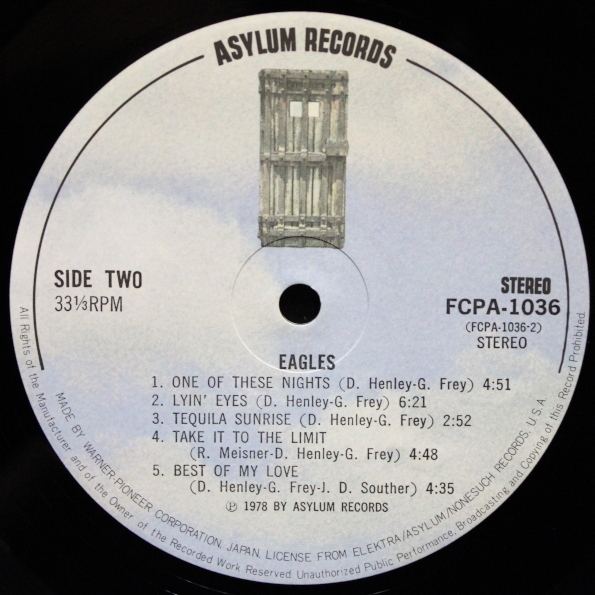 ASYLUM RECORDS
SIDE TWO
33⅓RPM
STEREO
FCPA-1036
(FCPA-1036-2)
STEREO
EAGLES
1. ONE OF THESE NIGHTS (D. Henley-G. Frey) 4:51
2. LYIN' EYES (D. Henley-G. Frey) 6:21
3. TEQUILA SUNRISE (D. Henley-G. Frey) 2:52
4. TAKE IT TO THE LIMIT
(R. Meisner-D. Henley-G. Frey) 4:48
5. BEST OF MY LOVE
(D. Henley-G. Frey-J. D. Souther) 4:35
Ⓟ 1978 BY ASYLUM RECORDS
MADE BY WARNER-PIONEER CORPORATION, JAPAN. LICENSE FROM ELEKTRA/ASYLUM/NONESUCH RECORDS, U.S.A.
All Rights of the Manufacturer and of the Owner of the Recorded Work Reserved. Unauthorized Public Performance, Broadcasting and Copying of this Record Prohibited.